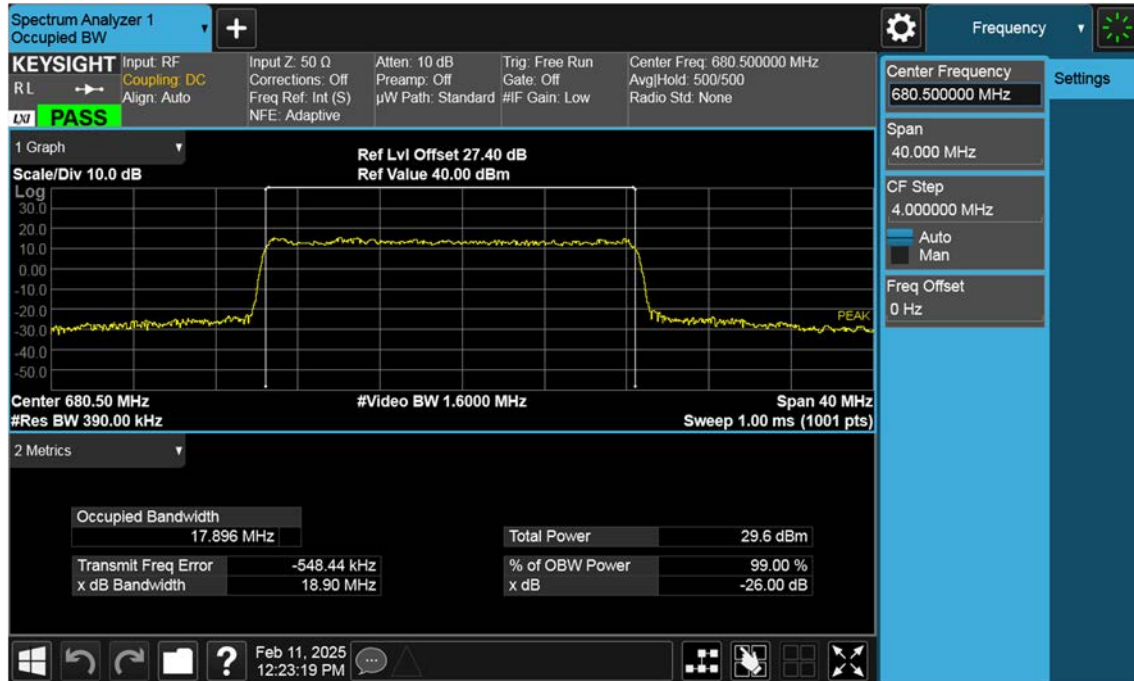 Spectrum Analyzer 1
Occupied BW
+
Frequency
KEYSIGHT
R L
LXI PASS
Input: RF
Coupling: DC
Align: Auto
Input Z: 50 Ω
Corrections: Off
Freq Ref: Int (S)
NFE: Adaptive
Atten: 10 dB
Preamp: Off
µW Path: Standard
Trig: Free Run
Gate: Off
#IF Gain: Low
Center Freq: 680.500000 MHz
Avg|Hold: 500/500
Radio Std: None
Center Frequency
680.500000 MHz
Settings
Span
40.000 MHz
CF Step
4.000000 MHz
Auto
Man
Freq Offset
0 Hz
1 Graph
Scale/Div 10.0 dB
Ref Lvl Offset 27.40 dB
Ref Value 40.00 dBm
Log
30.0
20.0
10.0
0.00
-10.0
-20.0
-30.0
-40.0
-50.0
PEAK
Center 680.50 MHz
#Video BW 1.6000 MHz
Span 40 MHz
#Res BW 390.00 kHz
Sweep 1.00 ms (1001 pts)
2 Metrics
Occupied Bandwidth
17.896 MHz
Total Power 29.6 dBm
Transmit Freq Error -548.44 kHz
% of OBW Power 99.00 %
x dB Bandwidth 18.90 MHz
x dB -26.00 dB
?
Feb 11, 2025
12:23:19 PM